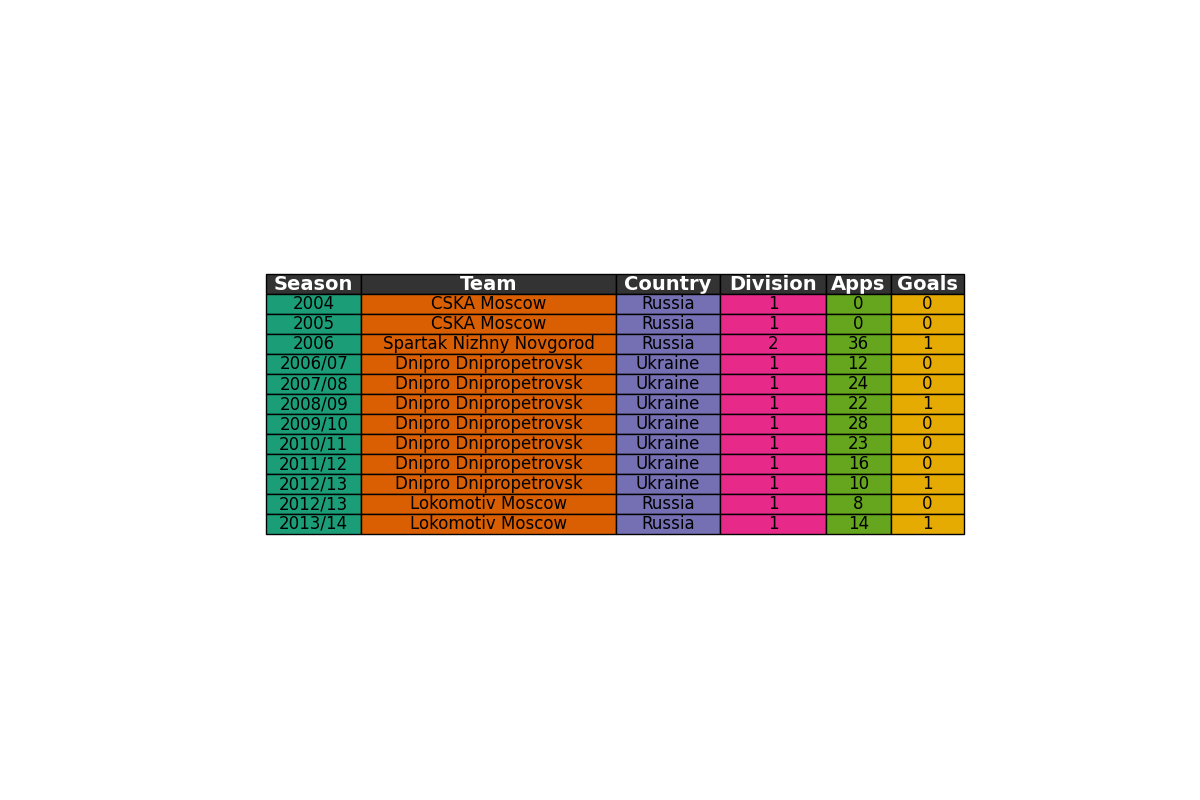 Season Team Country Division Apps Goals
2004 CSKA Moscow Russia 1 0 0
2005 CSKA Moscow Russia 1 0 0
2006 Spartak Nizhny Novgorod Russia 2 36 1
2006/07 Dnipro Dnipropetrovsk Ukraine 1 12 0
2007/08 Dnipro Dnipropetrovsk Ukraine 1 24 0
2008/09 Dnipro Dnipropetrovsk Ukraine 1 22 1
2009/10 Dnipro Dnipropetrovsk Ukraine 1 28 0
2010/11 Dnipro Dnipropetrovsk Ukraine 1 23 0
2011/12 Dnipro Dnipropetrovsk Ukraine 1 16 0
2012/13 Dnipro Dnipropetrovsk Ukraine 1 10 1
2012/13 Lokomotiv Moscow Russia 1 8 0
2013/14 Lokomotiv Moscow Russia 1 14 1